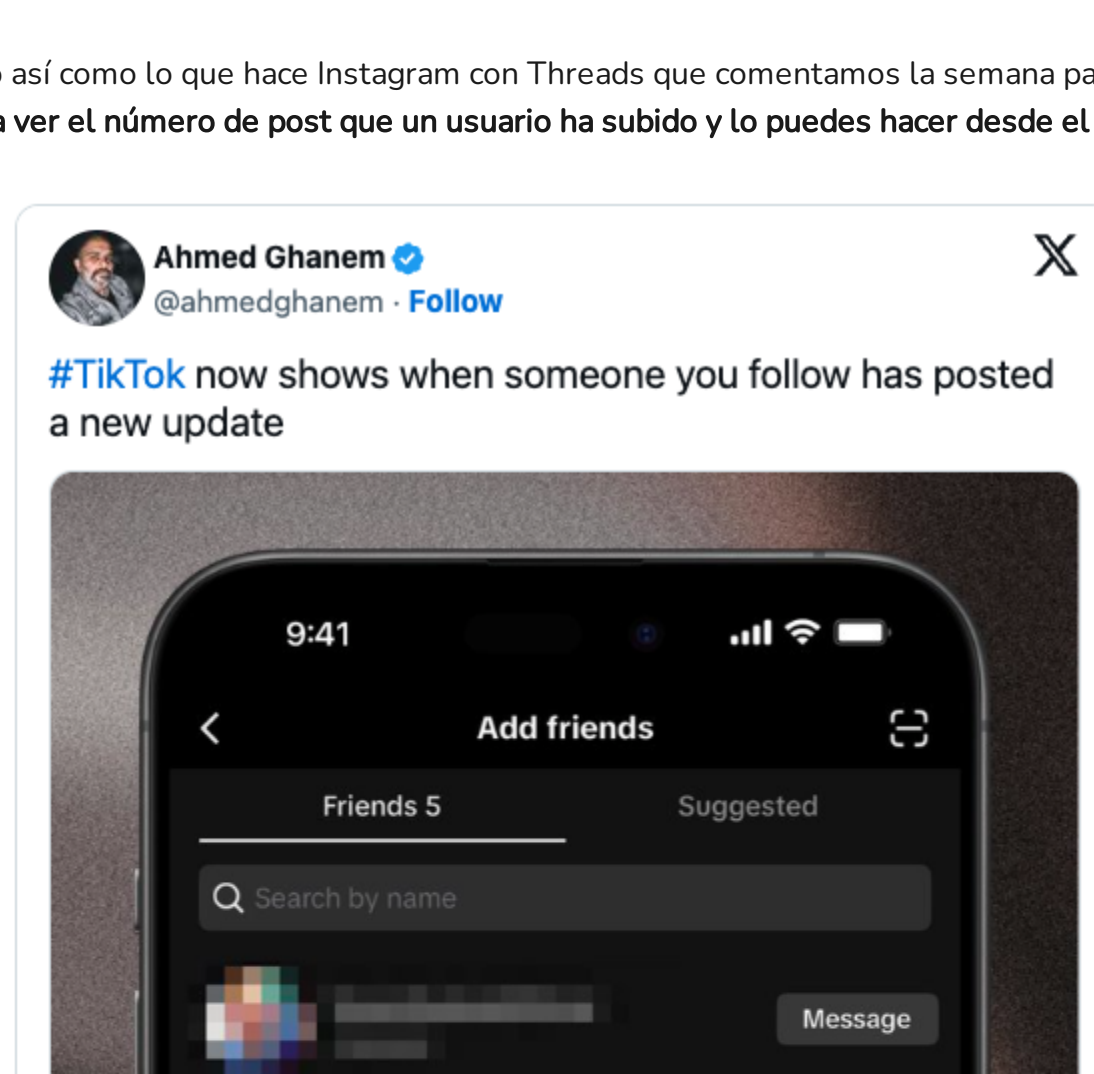 así como lo que hace Instagram con Threads que comentamos la semana pa
ver el número de post que un usuario ha subido y lo puedes hacer desde el
Ahmed Ghanem
@ahmedghanem · Follow
#TikTok now shows when someone you follow has posted
a new update
9:41
Add friends
Friends 5
Suggested
Search by name
Message